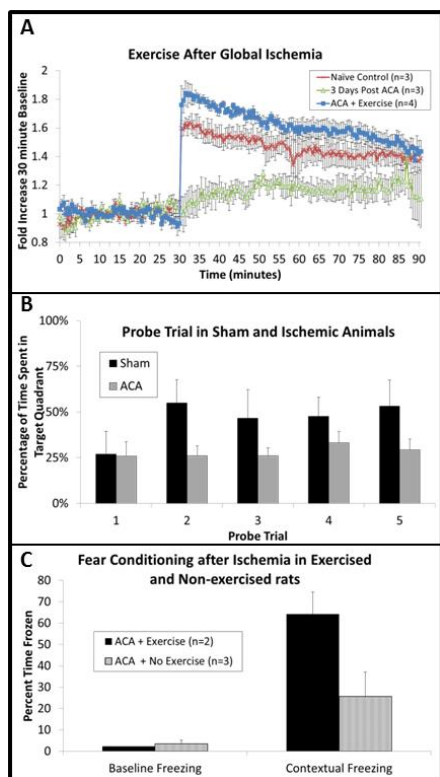 A
Exercise After Global Ischemia
Naïve Control (n=3)
3 Days Post ACA (n=3)
ACA + Exercise (n=4)
Fold Increase 30 minute Baseline
2
1.8
1.6
1.4
1.2
1
0.8
0 5 10 15 20 25 30 35 40 45 50 55 60 65 70 75 80 85 90
Time (minutes)
B
Probe Trial in Sham and Ischemic Animals
Sham
ACA
Percentage of Time Spent in
Target Quadrant
100%
75%
50%
25%
0%
1 2 3 4 5
Probe Trial
C
Fear Conditioning after Ischemia in Exercised
and Non-exercised rats
ACA + Exercise (n=2)
ACA + No Exercise (n=3)
Percent Time Frozen
80
70
60
50
40
30
20
10
0
Baseline Freezing Contextual Freezing